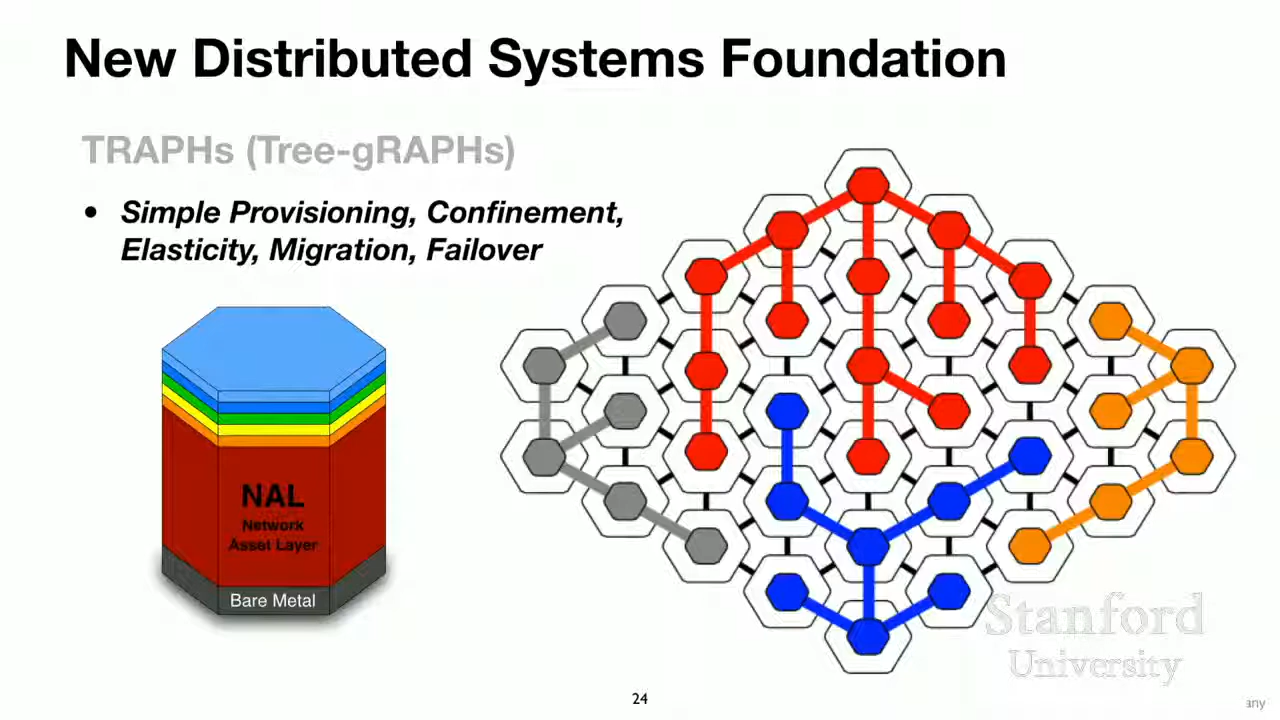 New Distributed Systems Foundation
TRAPHs (Tree-gRAPHs)
• Simple Provisioning, Confinement,
Elasticity, Migration, Failover
NAL
Network
Asset Layer
Bare Metal
Stanford
University
24
any